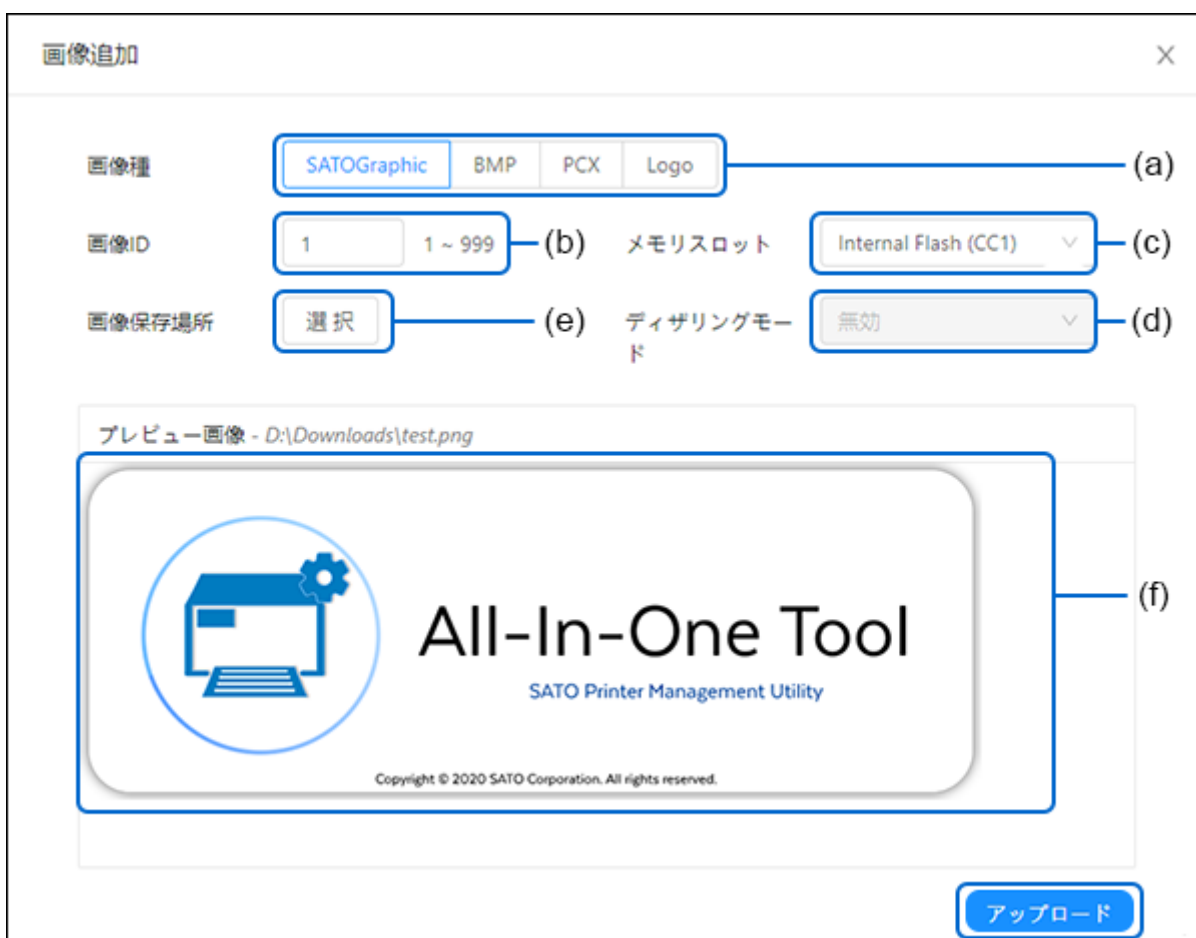 画像追加
画像種 SATOGraphic BMP PCX Logo (a)
画像ID 1 1 ~ 999 (b) メモリスロット Internal Flash (CC1) (c)
画像保存場所 選択 (e) ディザリングモー
ド 無効 (d)
プレビュー画像 - D:\Downloads\test.png
All-In-One Tool
SATO Printer Management Utility
(f)
Copyright © 2020 SATO Corporation. All rights reserved.
アップロード